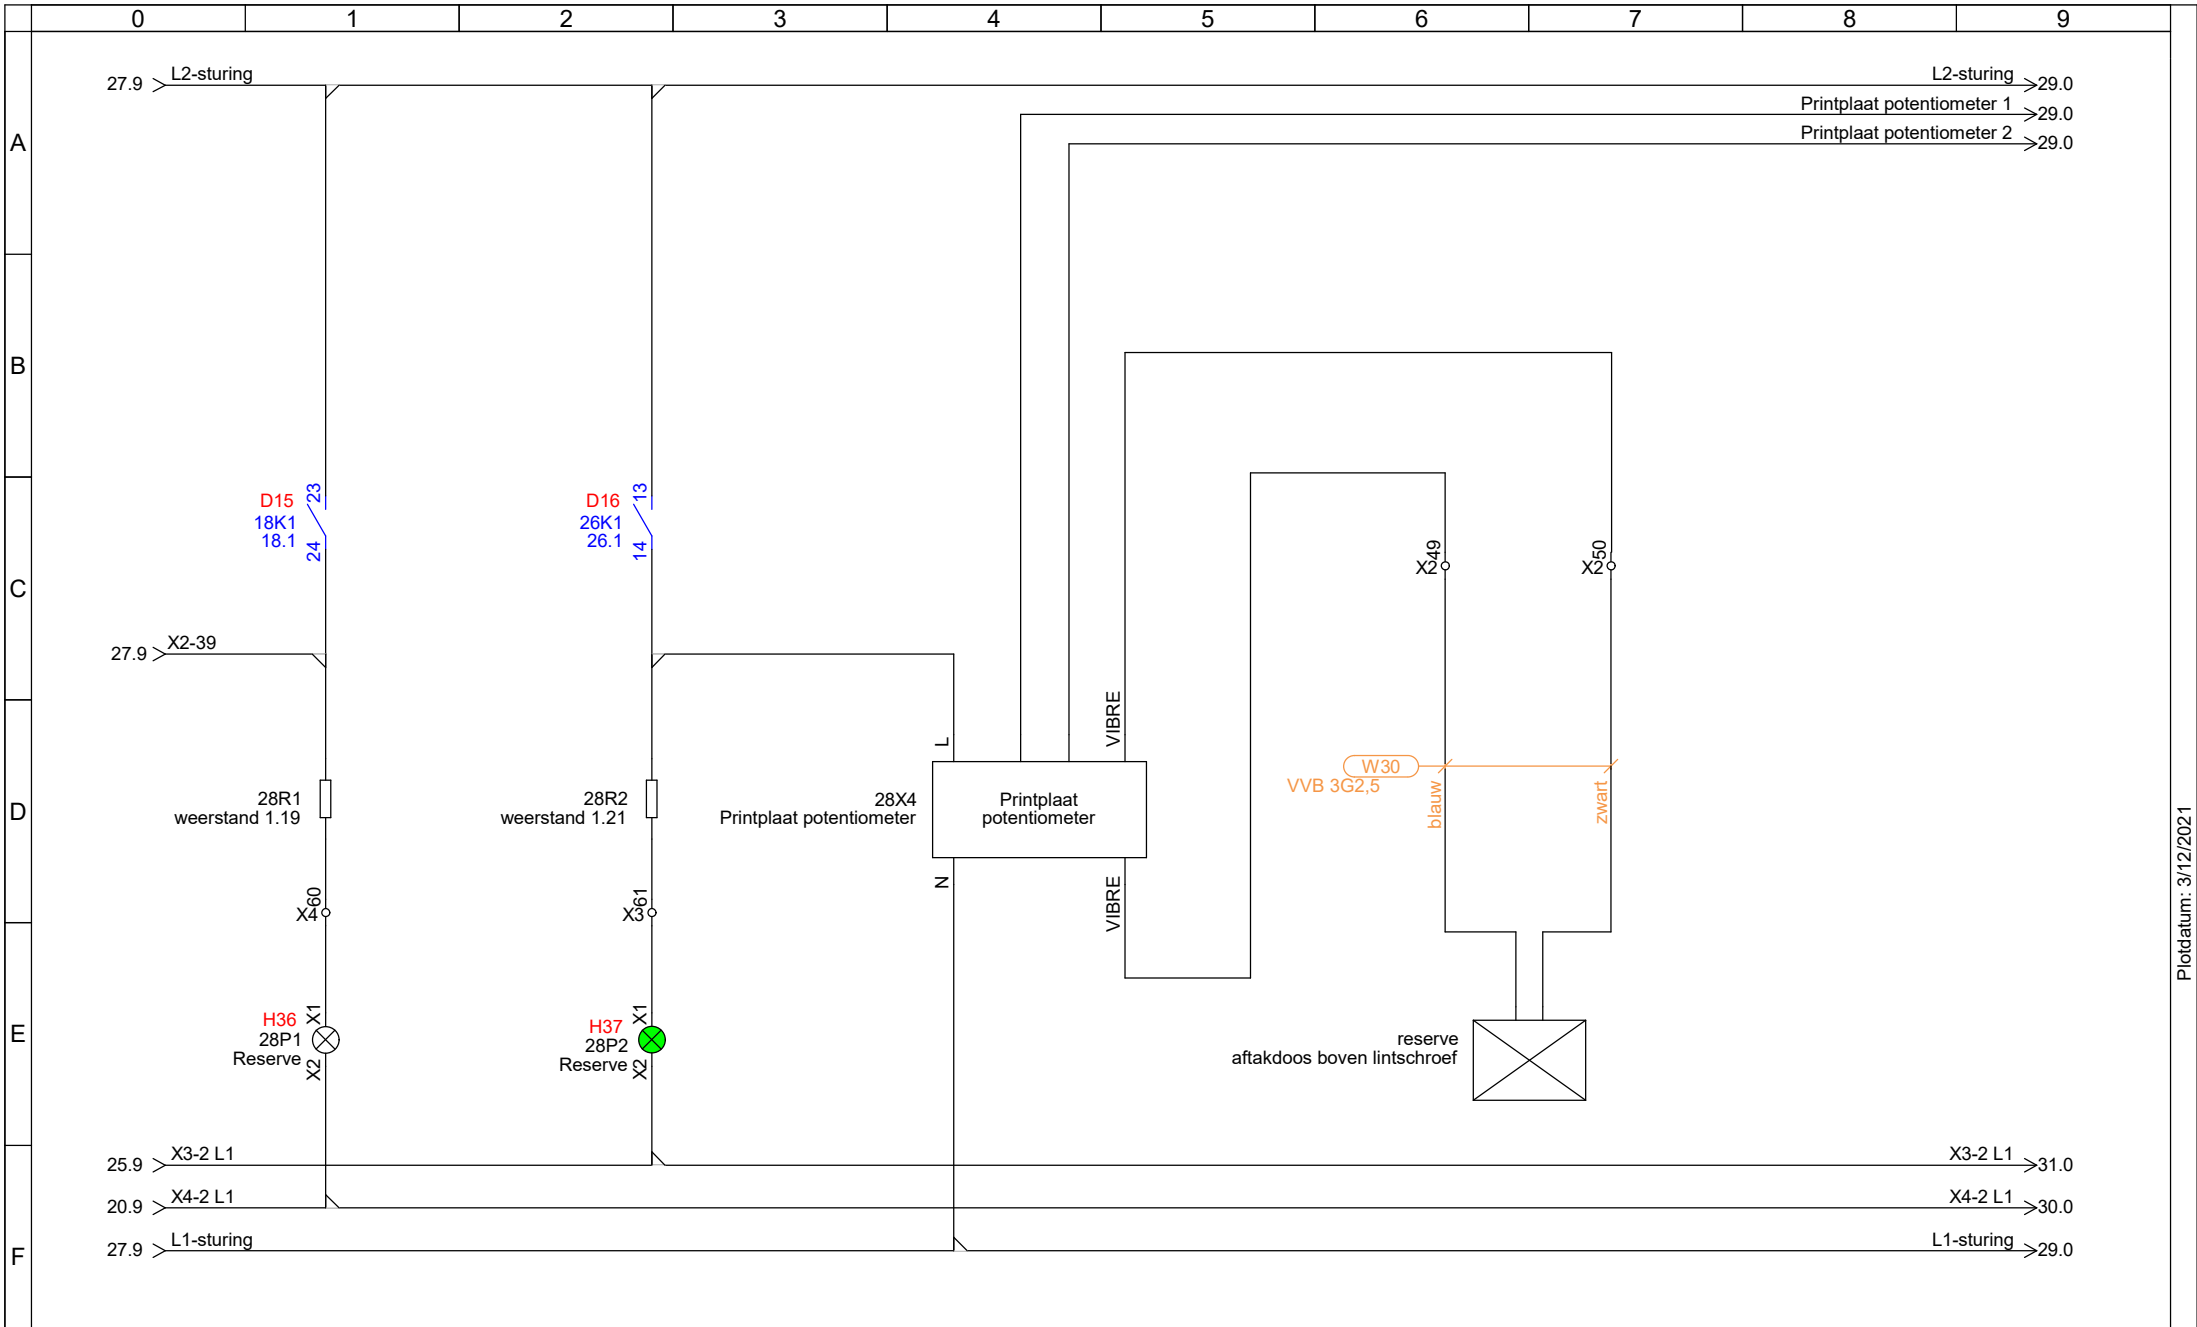 0 1 2 3 4 5 6 7 8 9
27.9 L2-sturing L2-sturing 29.0
Printplaat potentiometer 1 29.0
Printplaat potentiometer 2 29.0
A
B
D15 23
18K1
18.1 24
D16 13
26K1
26.1 14
X2 49
X2 50
C
27.9 X2-39
L
VIBRE
W30
VVB 3G2,5
blauw
zwart
D
28R1
weerstand 1.19
28R2
weerstand 1.21
28X4
Printplaat potentiometer
Printplaat
potentiometer
N
VIBRE
X4 60
X3 61
E
H36 X1
28P1
Reserve X2
H37 X1
28P2
Reserve X2
reserve
aftakdoos boven lintschroef
25.9 X3-2 L1 X3-2 L1 31.0
20.9 X4-2 L1 X4-2 L1 30.0
27.9 L1-sturing L1-sturing 29.0
F
Plotdatum: 3/12/2021